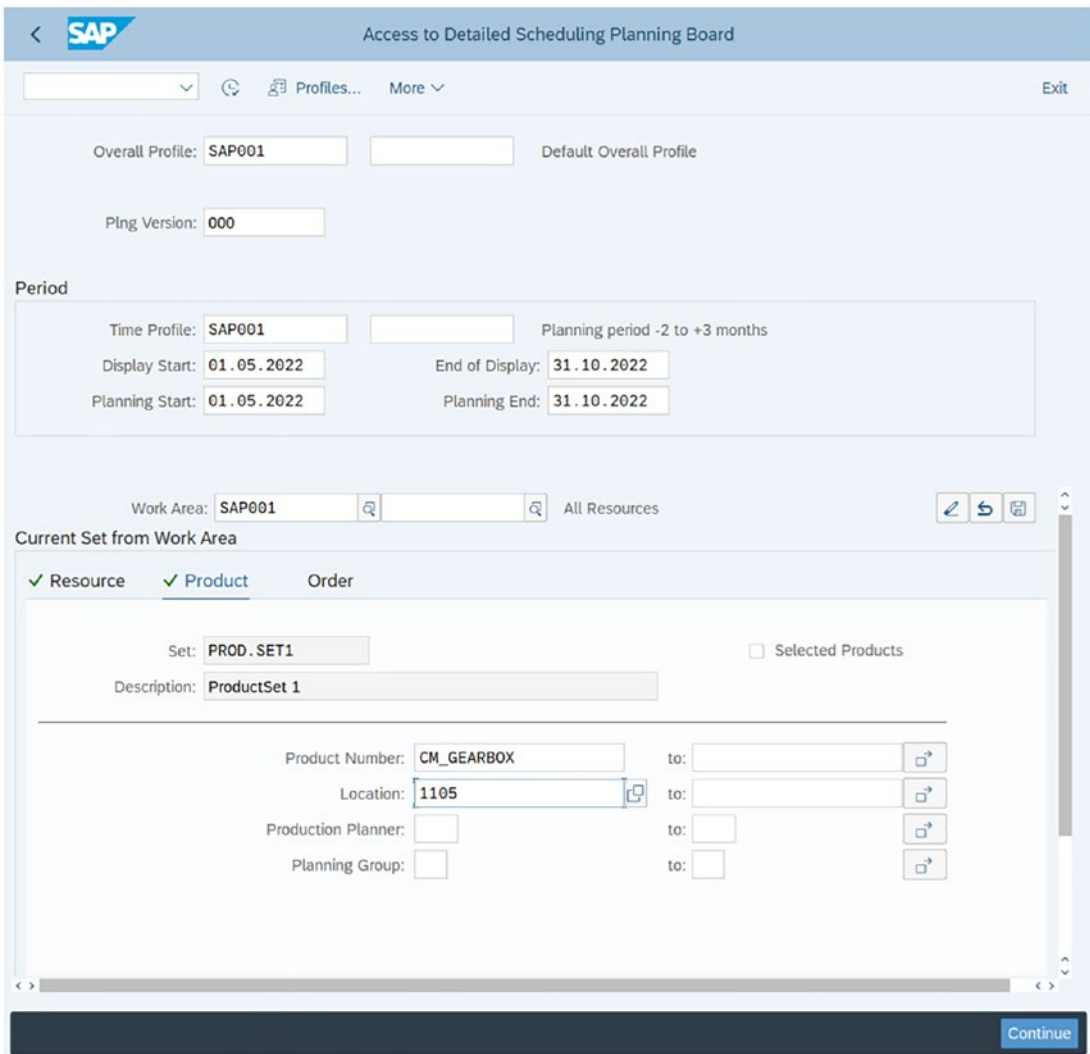 SAP Access to Detailed Scheduling Planning Board
Profiles... More Exit
Overall Profile: SAP001 Default Overall Profile
Plng Version: 000
Period
Time Profile: SAP001 Planning period -2 to +3 months
Display Start: 01.05.2022 End of Display: 31.10.2022
Planning Start: 01.05.2022 Planning End: 31.10.2022
Work Area: SAP001 All Resources
Current Set from Work Area
Resource Product Order
Set: PROD.SET1 Selected Products
Description: ProductSet 1
Product Number: CM_GEARBOX to:
Location: 1105 to:
Production Planner: to:
Planning Group: to:
Continue